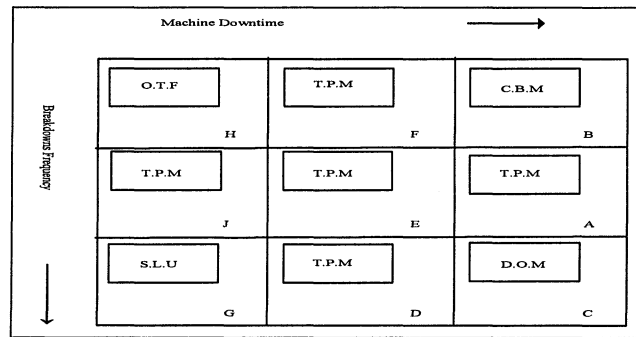 Machine Downtime
Breakdowns Frequency
O.T.F
T.P.M
C.B.M
H
F
B
T.P.M
T.P.M
T.P.M
J
E
A
S.L.U
T.P.M
D.O.M
G
D
C